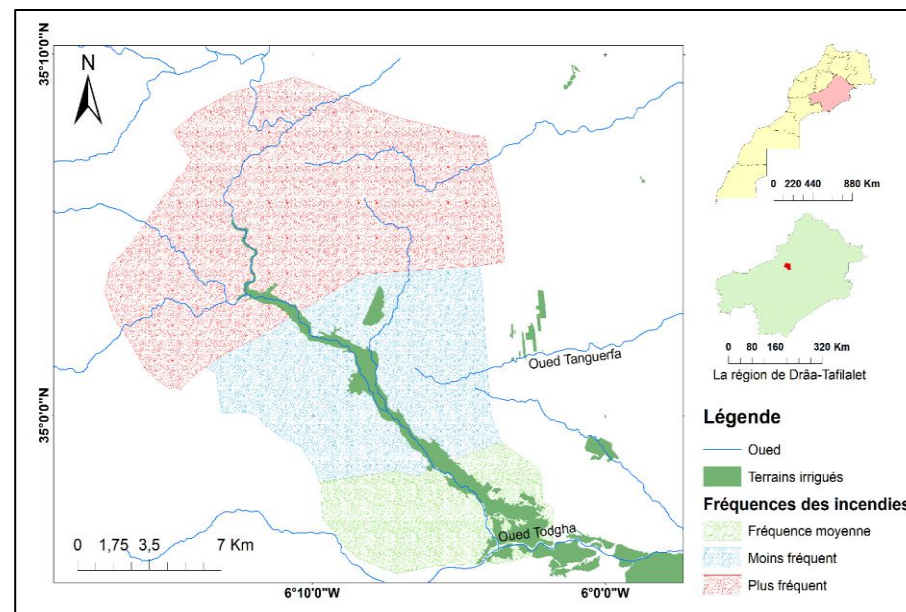 35°10'0"N
N
0 220 440 880 Km
Oued Tanguerfa
0 80 160 320 Km
La région de Drâa-Tafilalet
35°0'0"N
Légende
Oued
Terrains irrigués
Fréquences des incendies
Fréquence moyenne
Moins fréquent
Plus fréquent
Oued Todgha
0 1,75 3,5 7 Km
6°10'0"N
6°0'0"N